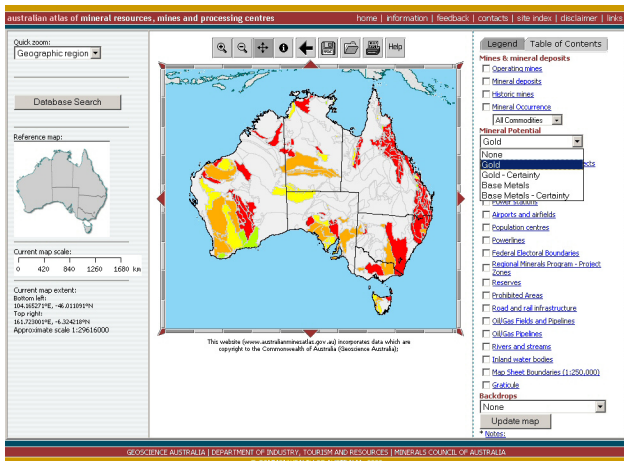 australian atlas of mineral resources, mines and processing centres
home | information | feedback | contacts | site index | disclaimer | links
Quick zoom:
Geographic region
Database Search
Reference map:
Current map scale:
0 420 840 1260 1680 km
Current map extent:
Bottom left:
104.165271°E, -46.011091°N
Top right:
161.723001°E, -6.324218°N
Approximate scale 1:29616000
Help
This website (www.australianminesatlas.gov.au) incorporates data which are
copyright to the Commonwealth of Australia (Geoscience Australia);
Legend Table of Contents
Mines & mineral deposits
Operating mines
Mineral deposits
Historic mines
Mineral Occurrence
All Commodities
Mineral Potential
Gold
None
Gold
Gold - Certainty
Base Metals
Base Metals - Certainty
Power stations
Airports and airfields
Population centres
Powerlines
Federal Electoral Boundaries
Regional Minerals Program - Project
Zones
Reserves
Prohibited Areas
Road and rail infrastructure
Oil/Gas Fields and Pipelines
Oil/Gas Pipelines
Rivers and streams
Inland water bodies
Map Sheet Boundaries (1:250,000)
Graticule
Backdrops
None
Update map
* Notes:
GEOSCIENCE AUSTRALIA | DEPARTMENT OF INDUSTRY, TOURISM AND RESOURCES | MINERALS COUNCIL OF AUSTRALIA